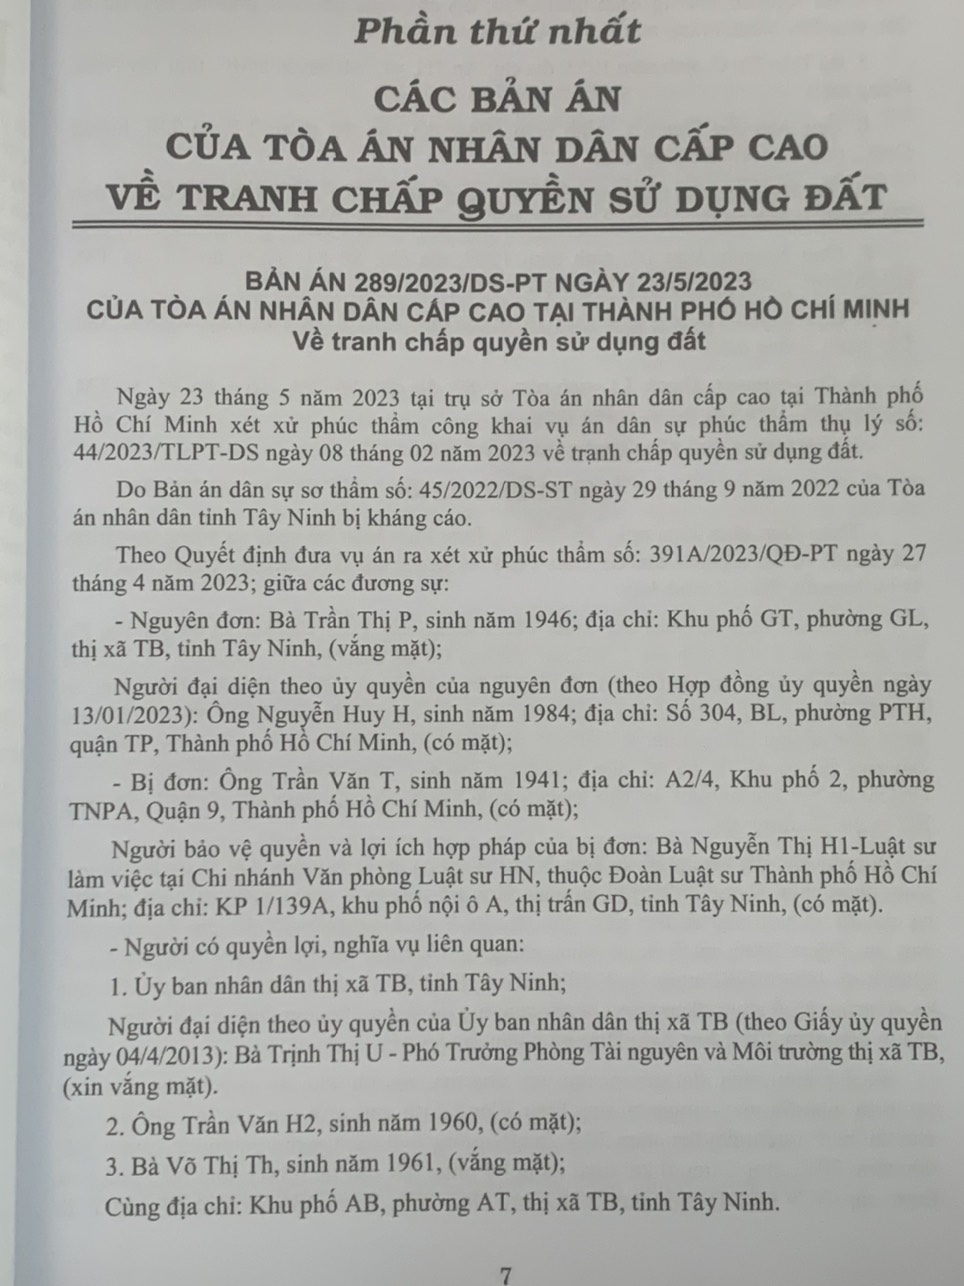 Phần thứ nhất
CÁC BẢN ÁN
CỦA TÒA ÁN NHÂN DÂN CẤP CAO
VỀ TRANH CHẤP QUYỀN SỬ DỤNG ĐẤT
BẢN ÁN 289/2023/DS-PT NGÀY 23/5/2023
CỦA TÒA ÁN NHÂN DÂN CẤP CAO TẠI THÀNH PHỐ HỒ CHÍ MINH
Về tranh chấp quyền sử dụng đất
Ngày 23 tháng 5 năm 2023 tại trụ sở Tòa án nhân dân cấp cao tại Thành phố
Hồ Chí Minh xét xử phúc thẩm công khai vụ án dân sự phúc thẩm thụ lý số:
44/2023/TLPT-DS ngày 08 tháng 02 năm 2023 về tranh chấp quyền sử dụng đất.
Do Bản án dân sự sơ thẩm số: 45/2022/DS-ST ngày 29 tháng 9 năm 2022 của Tòa
án nhân dân tỉnh Tây Ninh bị kháng cáo.
Theo Quyết định đưa vụ án ra xét xử phúc thẩm số: 391A/2023/QĐ-PT ngày 27
tháng 4 năm 2023; giữa các đương sự:
- Nguyên đơn: Bà Trần Thị P, sinh năm 1946; địa chỉ: Khu phố GT, phường GL,
thị xã TB, tỉnh Tây Ninh, (vắng mặt);
Người đại diện theo ủy quyền của nguyên đơn (theo Hợp đồng ủy quyền ngày
13/01/2023): Ông Nguyễn Huy H, sinh năm 1984; địa chỉ: Số 304, BL, phường PTH,
quận TP, Thành phố Hồ Chí Minh, (có mặt);
- Bị đơn: Ông Trần Văn T, sinh năm 1941; địa chỉ: A2/4, Khu phố 2, phường
TNPA, Quận 9, Thành phố Hồ Chí Minh, (có mặt);
Người bảo vệ quyền và lợi ích hợp pháp của bị đơn: Bà Nguyễn Thị H1-Luật sư
làm việc tại Chi nhánh Văn phòng Luật sư HN, thuộc Đoàn Luật sư Thành phố Hồ Chí
Minh; địa chỉ: KP 1/139A, khu phố nội ô A, thị trấn GD, tỉnh Tây Ninh, (có mặt).
- Người có quyền lợi, nghĩa vụ liên quan:
1. Ủy ban nhân dân thị xã TB, tỉnh Tây Ninh;
Người đại diện theo ủy quyền của Ủy ban nhân dân thị xã TB (theo Giấy ủy quyền
ngày 04/4/2013): Bà Trịnh Thị U - Phó Trưởng Phòng Tài nguyên và Môi trường thị xã TB,
(xin vắng mặt).
2. Ông Trần Văn H2, sinh năm 1960, (có mặt);
3. Bà Võ Thị Th, sinh năm 1961, (vắng mặt);
Cùng địa chỉ: Khu phố AB, phường AT, thị xã TB, tỉnh Tây Ninh.
7